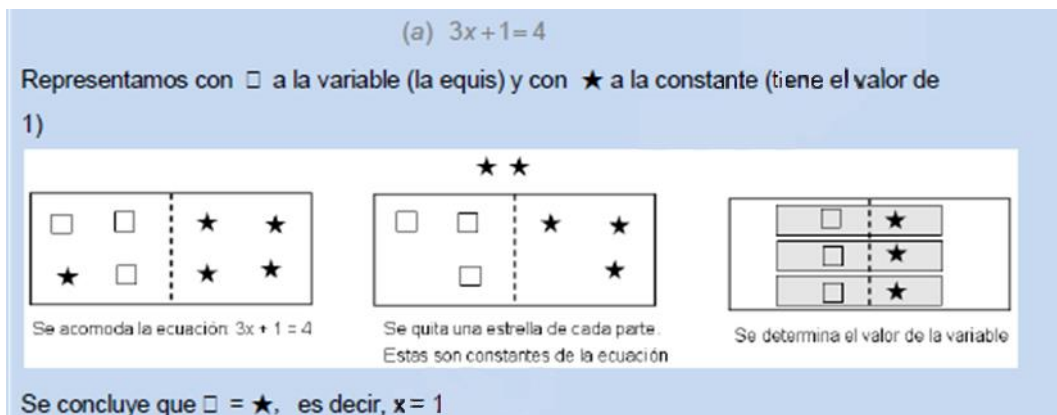 (a) 3x+1=4
Representamos con □ a la variable (la equis) y con ★ a la constante (tiene el valor de
1)
Se acomoda la ecuación: 3x + 1 = 4
Se quita una estrella de cada parte.
Estas son constantes de la ecuación
Se determina el valor de la variable
Se concluye que □ = ★, es decir, x = 1